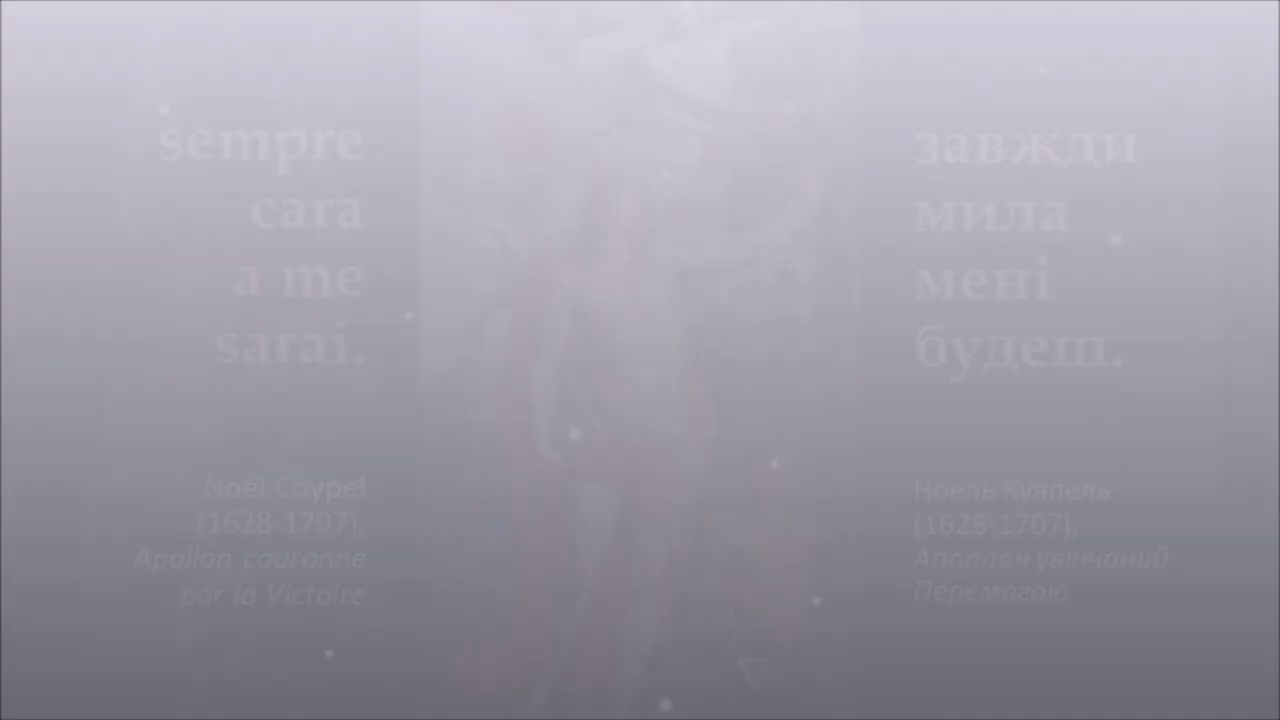 sempre
cara
a me
sarai.
Noël Coypel
(1628-1707),
Apollon couronné
par la Victoire
завжди
мила
мені
будеш.
Ноель Куапель
(1628-1707),
Аполлон увінчаний
Перемагою